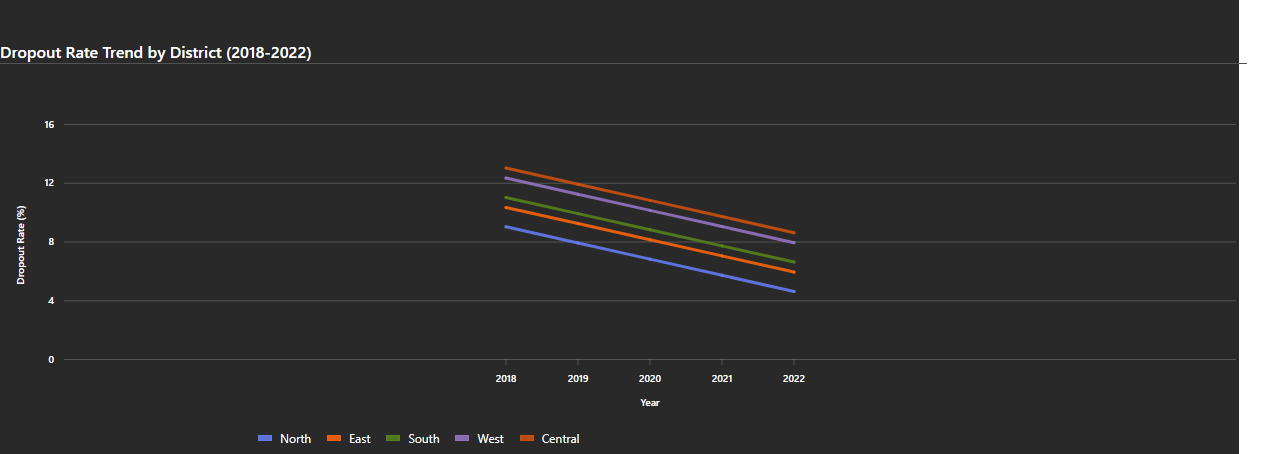 Dropout Rate Trend by District (2018-2022)
16
12
8
4
0
Dropout Rate (%)
2018 2019 2020 2021 2022
Year
North East South West Central